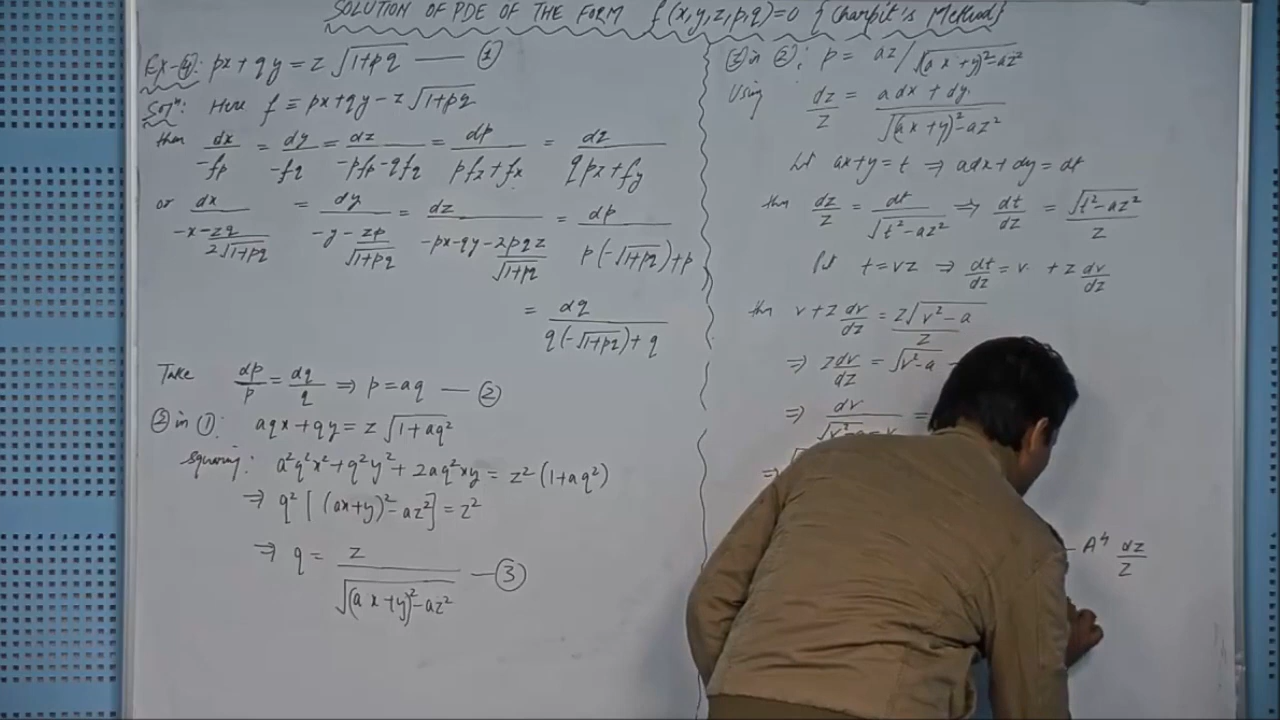 SOLUTION OF PDE OF THE FORM f(x,y,z,p,q)=0 {Charpit's Method}
Ex-4: px+qy = z√(1+pq) — ①
Solⁿ: Here f ≡ px+qy-z√(1+pq)
then dx/-fp = dy/-fq = dz/-pfp-qfq = dp/pfz+fx = dz/qpz+fy
or dx/-x-zq/2√(1+pq) = dy/-y-zp/√(1+pq) = dz/-px-qy-2pqz/√(1+pq) = dp/p(-√(1+pq))+p
= dq/q(-√(1+pq))+q
Take dp/p = dq/q ⇒ p=aq — ②
② in ①: aqx+qy = z√(1+aq²)
Squaring: a²q²x²+q²y²+2aq²xy = z²(1+aq²)
⇒ q²[(ax+y)²-az²] = z²
⇒ q = z/√((ax+y)²-az²) — ③
③ in ②: p = az/√((ax+y)²-az²)
Using dz/z = adx+dy/√((ax+y)²-az²)
Let ax+y=t ⇒ adx+dy=dt
then dz/z = dt/√(t²-az²) ⇒ dt/dz = √(t²-az²)/z
Put t=vz ⇒ dt/dz = v + z dv/dz
then v+z dv/dz = z√(v²-a)/z
⇒ z dv/dz = √(v²-a)
⇒ dv/√(v²-a)-v =
⇒
dz/z